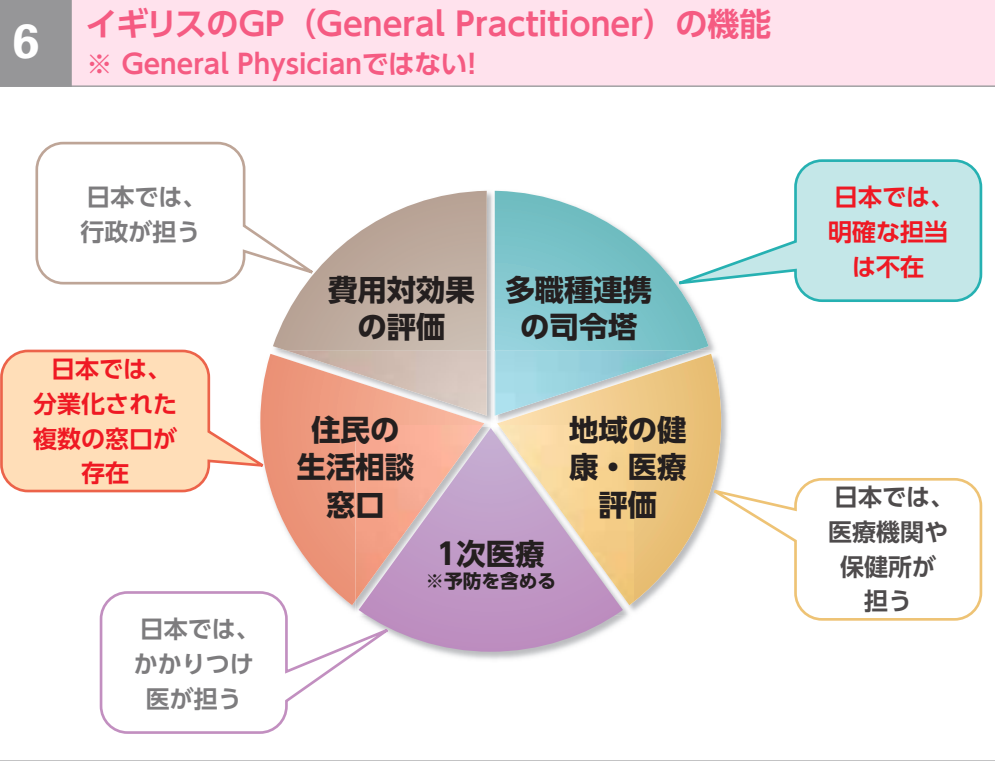 6
イギリスのGP（General Practitioner）の機能
※ General Physicianではない!
日本では、
行政が担う
日本では、
明確な担当
は不在
費用対効果
の評価
多職種連携
の司令塔
日本では、
分業化された
複数の窓口が
存在
住民の
生活相談
窓口
地域の健
康・医療
評価
日本では、
医療機関や
保健所が
担う
1次医療
※予防を含める
日本では、
かかりつけ
医が担う